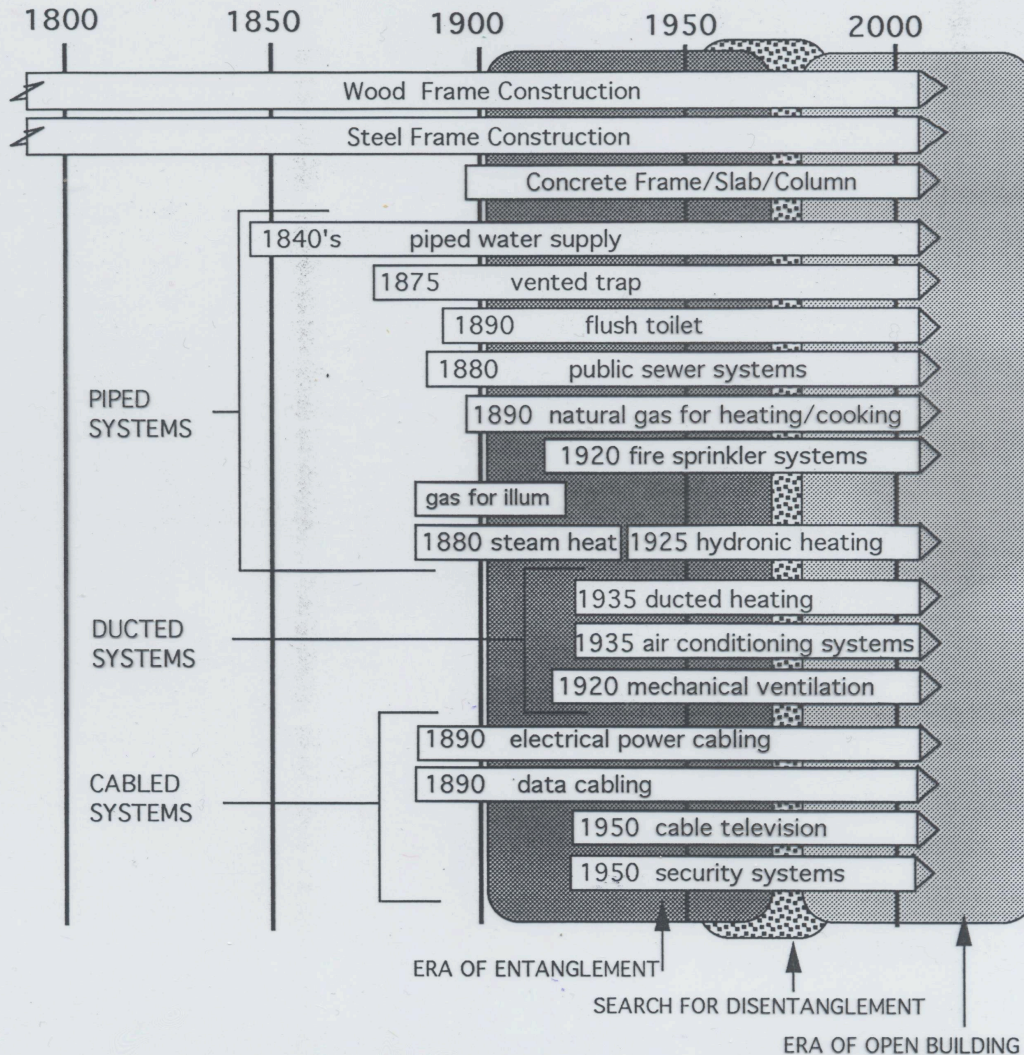 1800 1850 1900 1950 2000
Wood Frame Construction
Steel Frame Construction
Concrete Frame/Slab/Column
1840's piped water supply
1875 vented trap
1890 flush toilet
1880 public sewer systems
PIPED
SYSTEMS
1890 natural gas for heating/cooking
1920 fire sprinkler systems
gas for illum
1880 steam heat
1925 hydronic heating
DUCTED
SYSTEMS
1935 ducted heating
1935 air conditioning systems
1920 mechanical ventilation
CABLED
SYSTEMS
1890 electrical power cabling
1890 data cabling
1950 cable television
1950 security systems
ERA OF ENTANGLEMENT
SEARCH FOR DISENTANGLEMENT
ERA OF OPEN BUILDING